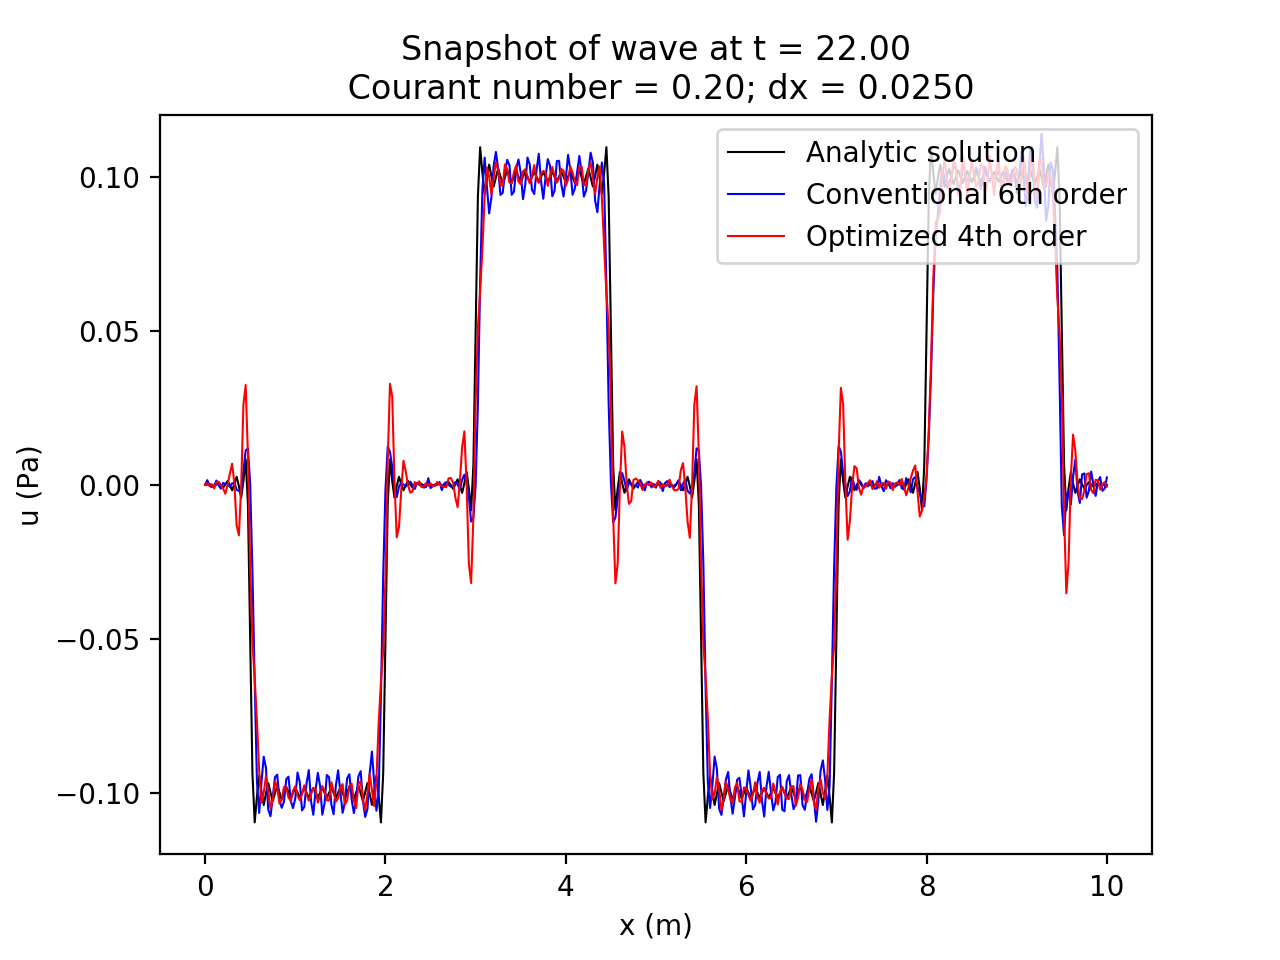 Snapshot of wave at t = 22.00
Courant number = 0.20; dx = 0.0250
Analytic solution
Conventional 6th order
Optimized 4th order
0.10
0.05
0.00
−0.05
−0.10
u (Pa)
0 2 4 6 8 10
x (m)